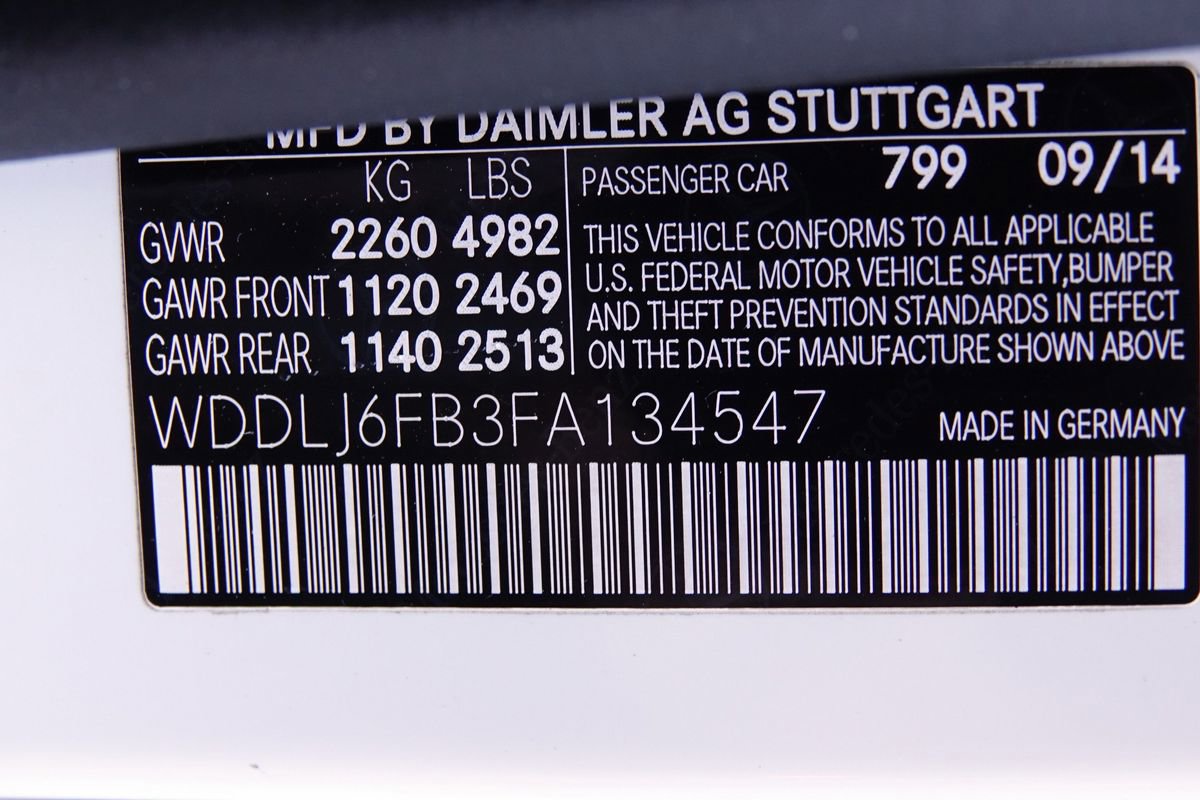 MFD BY DAIMLER AG STUTTGART
KG LBS
GVWR 2260 4982
GAWR FRONT 1120 2469
GAWR REAR 1140 2513
PASSENGER CAR 799 09/14
THIS VEHICLE CONFORMS TO ALL APPLICABLE
U.S. FEDERAL MOTOR VEHICLE SAFETY,BUMPER
AND THEFT PREVENTION STANDARDS IN EFFECT
ON THE DATE OF MANUFACTURE SHOWN ABOVE
WDDLJ6FB3FA134547
MADE IN GERMANY